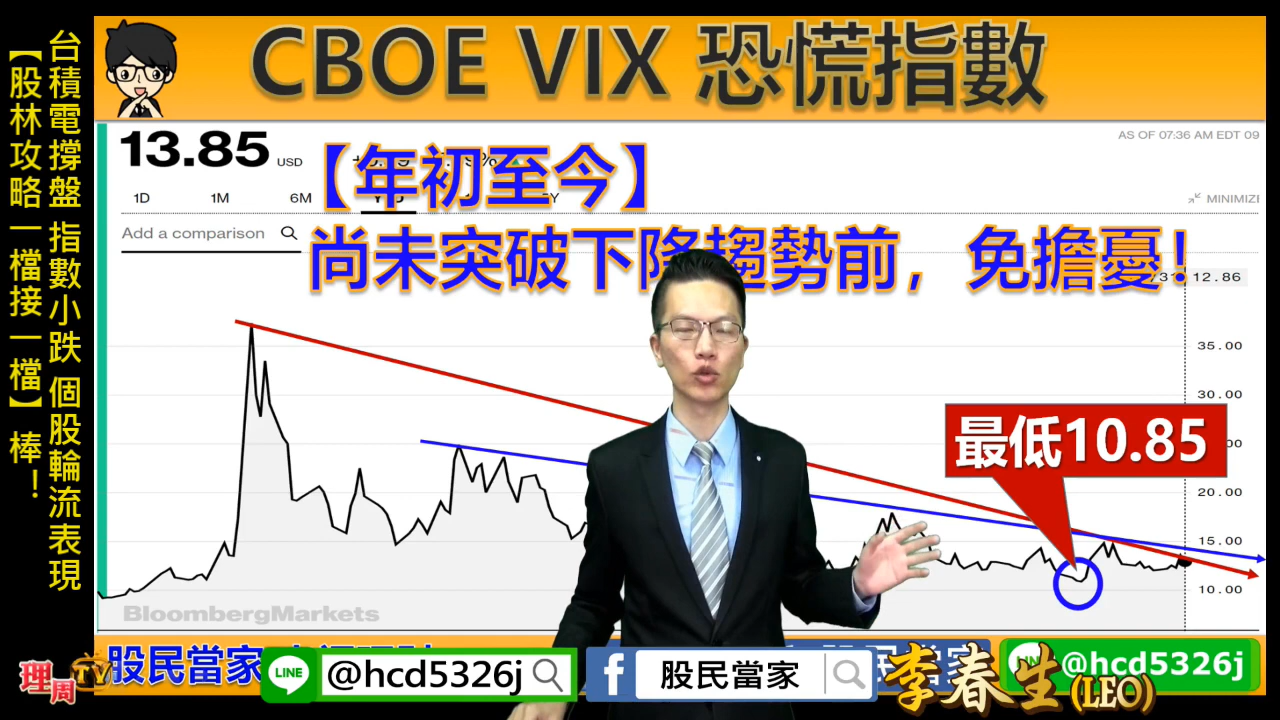 台積電撐盤 指數小跌 個股輪流表現
【股林攻略一檔接一檔】棒！
CBOE VIX 恐慌指數
13.85 USD
AS OF 07:36 AM EDT 09
【年初至今】
1D 1M 6M
MINIMIZI
Add a comparison
尚未突破下降趨勢前，免擔憂！
12.86
35.00
30.00
最低10.85
20.00
15.00
10.00
BloombergMarkets
理周TV
股民當家
LINE @hcd5326j
f 股民當家
李春生(LEO)
@hcd5326j